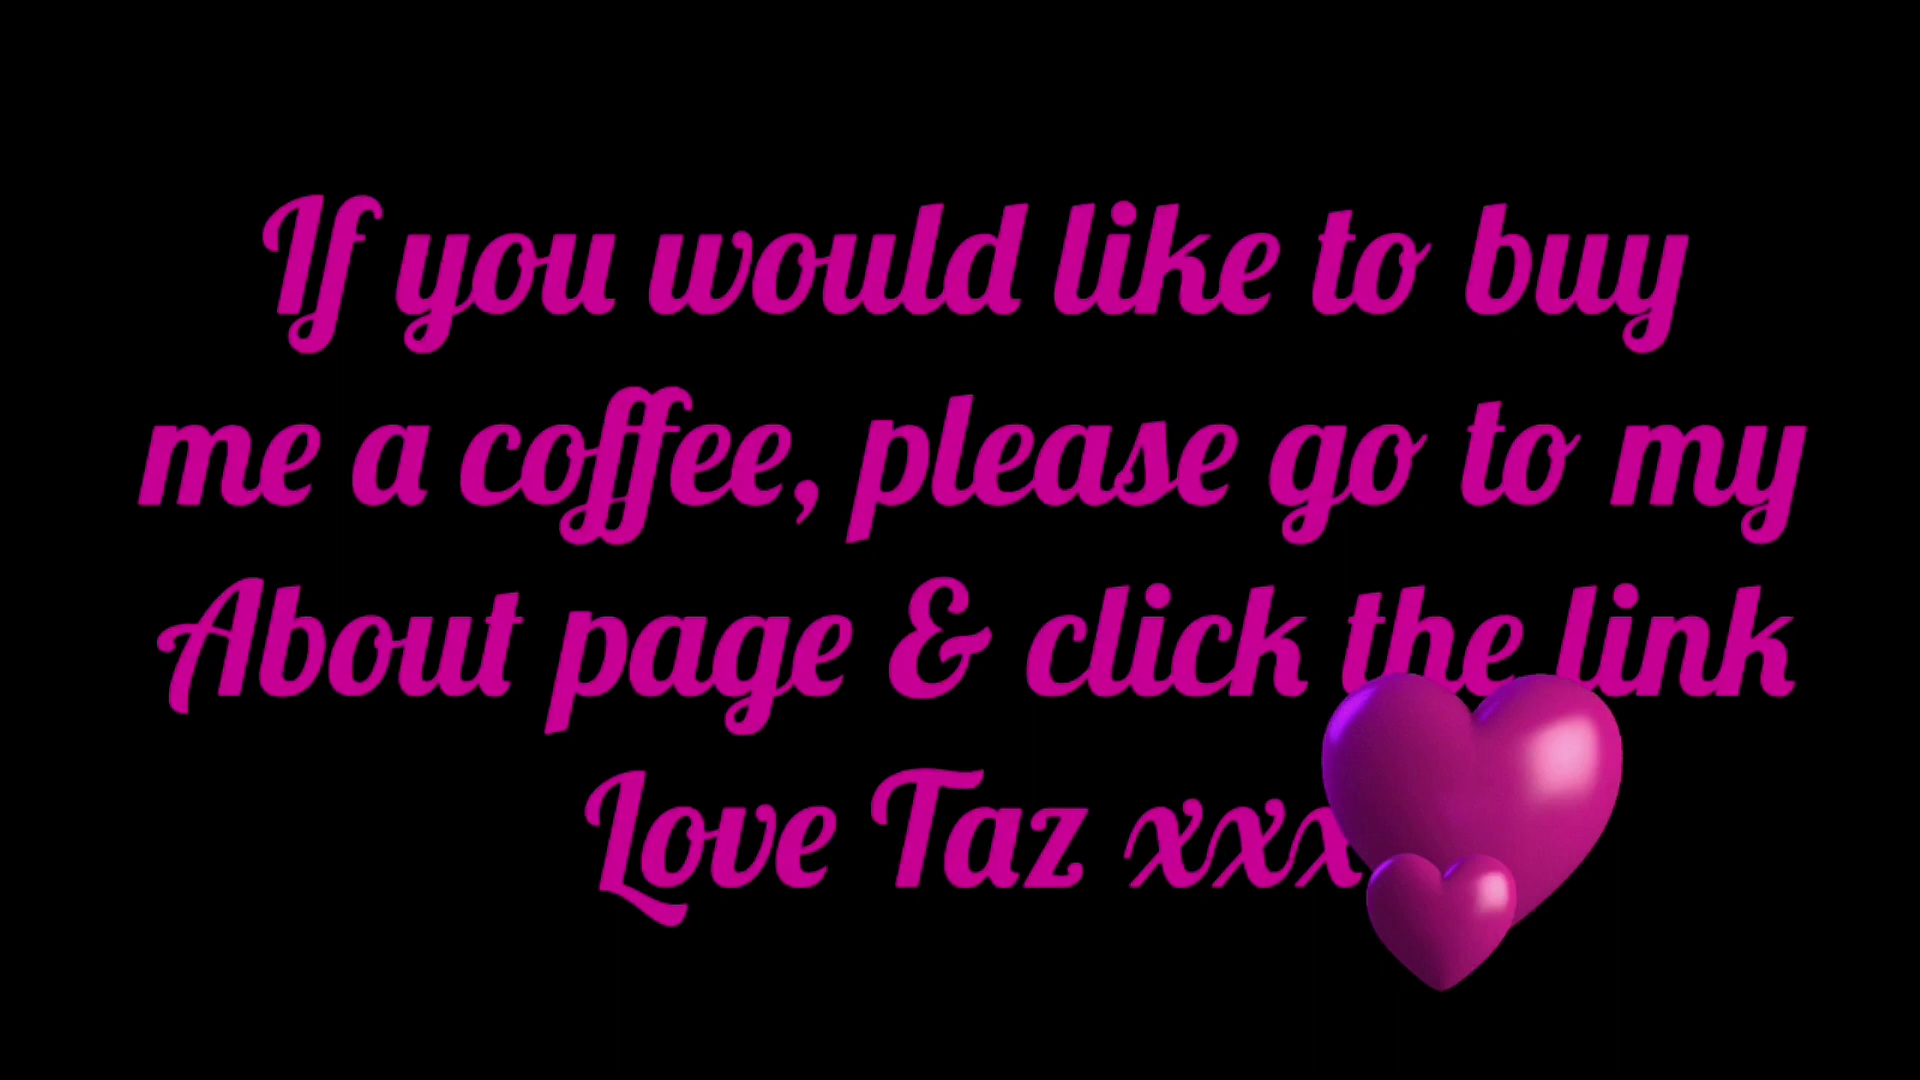 If you would like to buy
me a coffee, please go to my
About page & click the link
Love Taz xxx